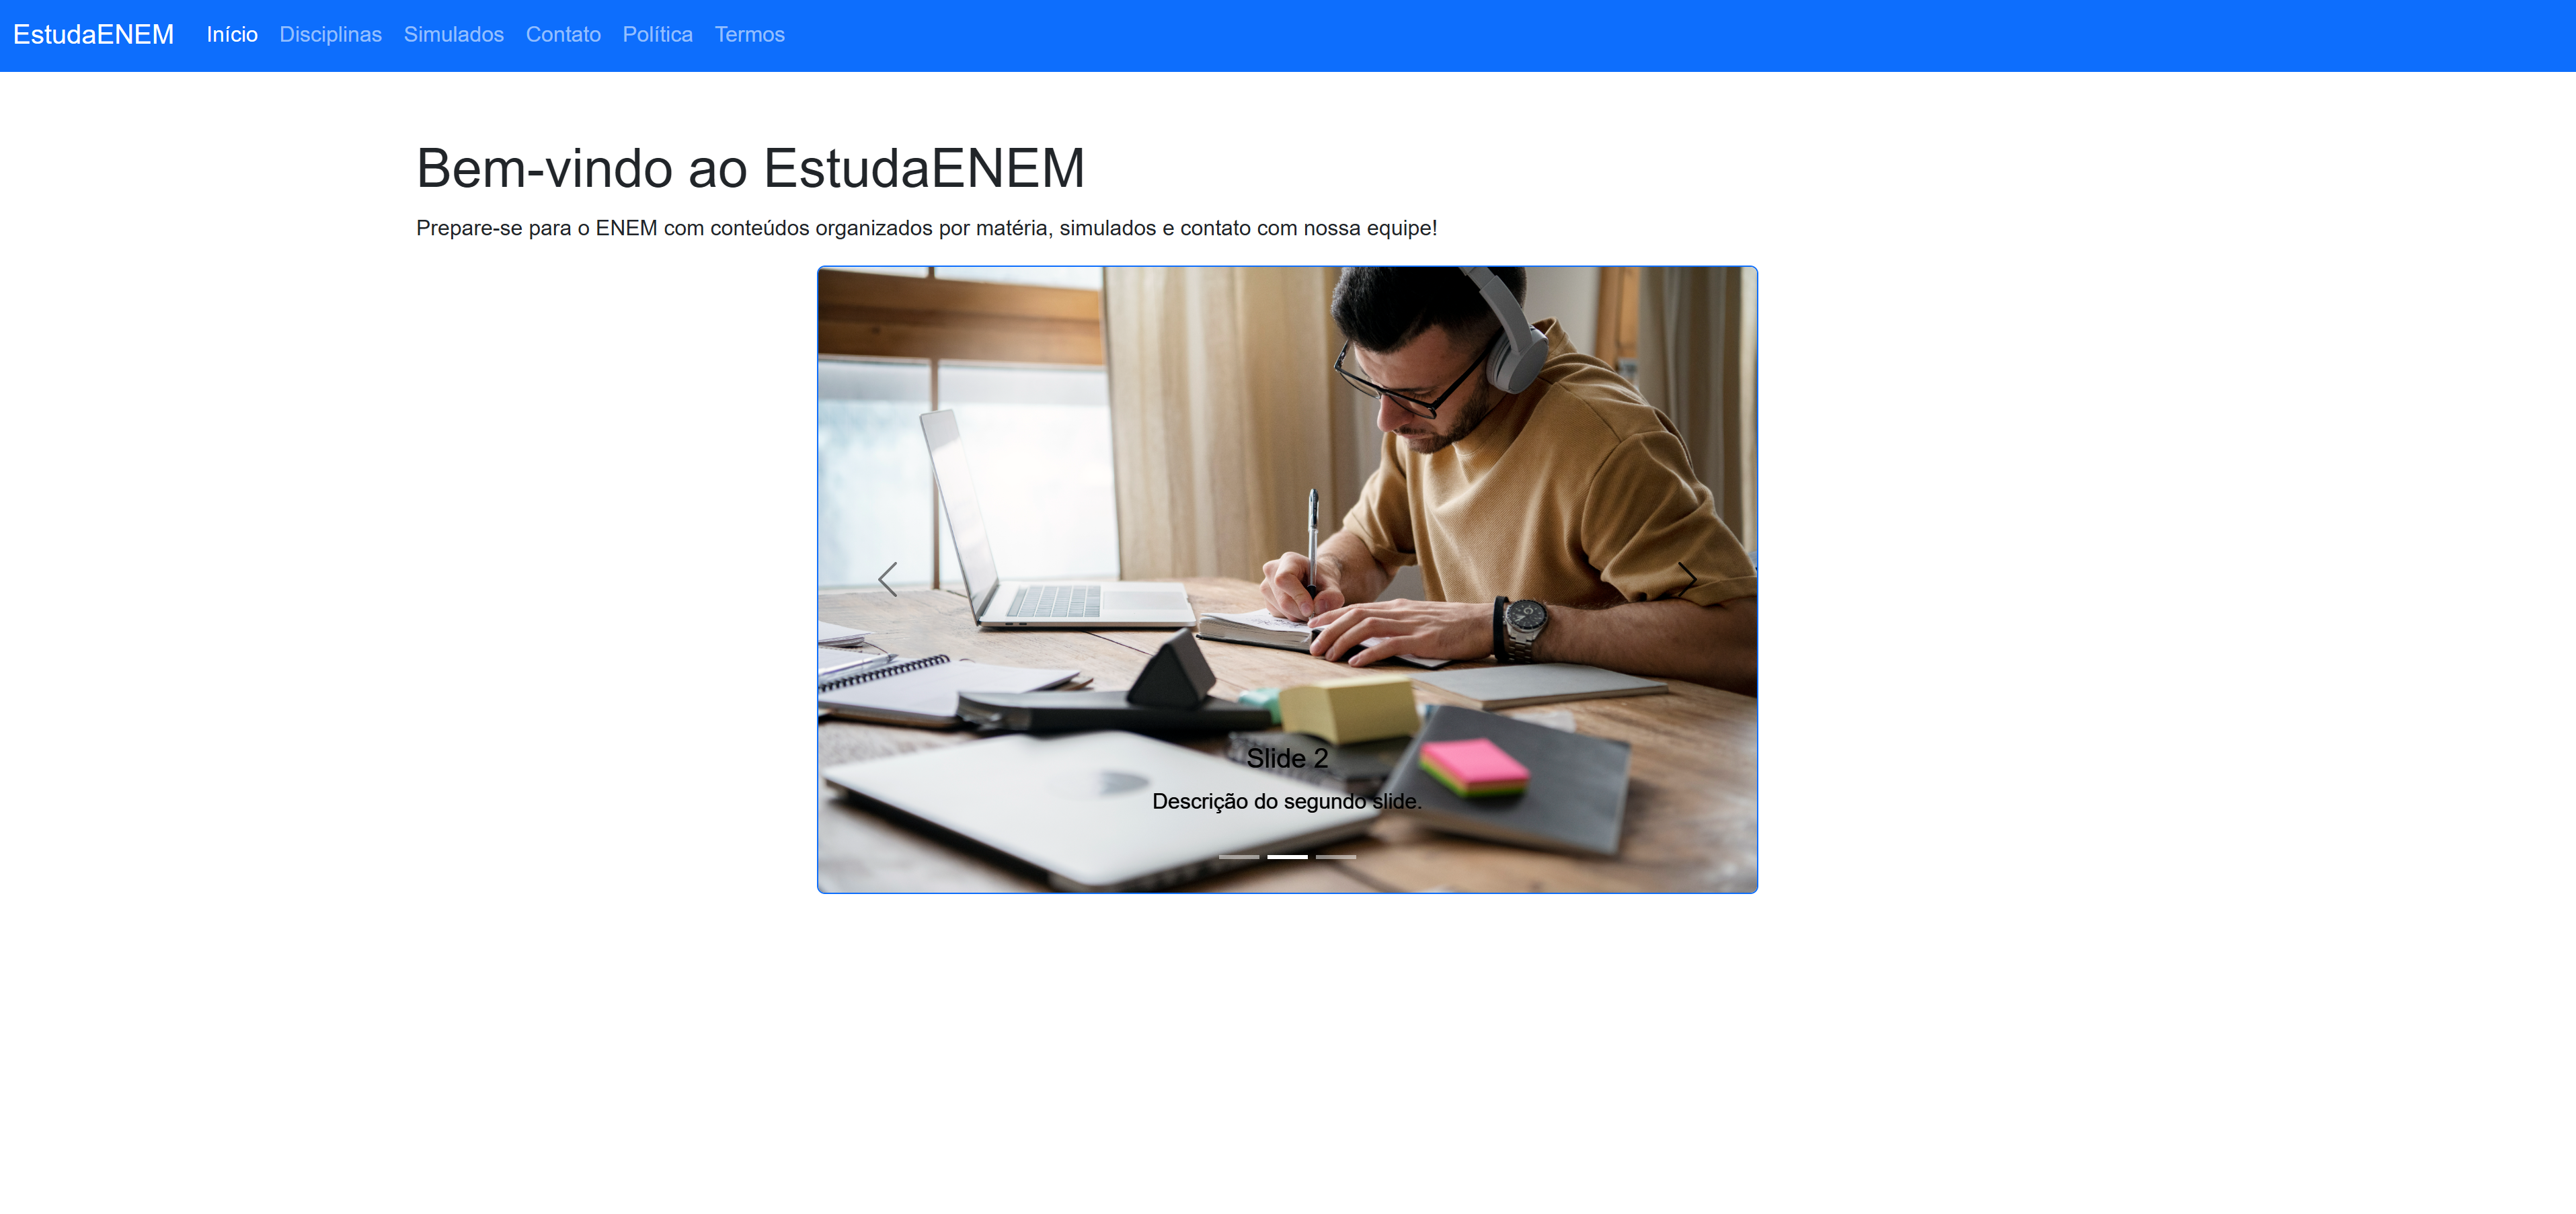 EstudaENEM Início Disciplinas Simulados Contato Política Termos
Bem-vindo ao EstudaENEM
Prepare-se para o ENEM com conteúdos organizados por matéria, simulados e contato com nossa equipe!
Slide 2
Descrição do segundo slide.